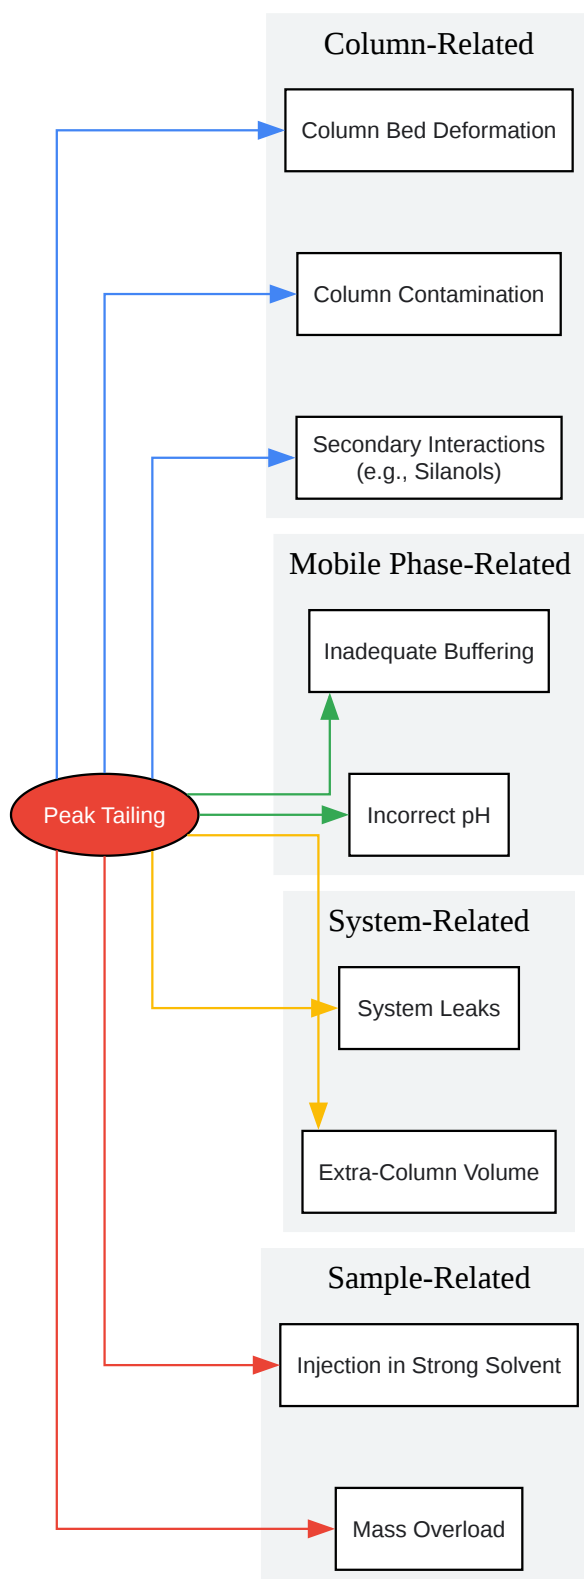 Column-Related
Column Bed Deformation
Column Contamination
Secondary Interactions
(e.g., Silanols)
Mobile Phase-Related
Inadequate Buffering
Peak Tailing
Incorrect pH
System-Related
System Leaks
Extra-Column Volume
Sample-Related
Injection in Strong Solvent
Mass Overload